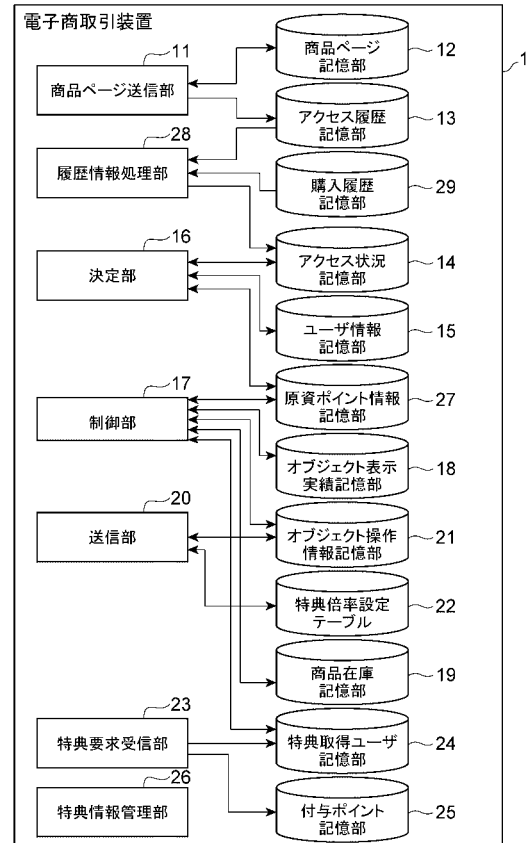 電子商取引装置
1
11
商品ページ送信部
商品ページ
記憶部
12
アクセス履歴
記憶部
13
28
履歴情報処理部
購入履歴
記憶部
29
16
決定部
アクセス状況
記憶部
14
ユーザ情報
記憶部
15
17
制御部
原資ポイント情報
記憶部
27
オブジェクト表示
実績記憶部
18
20
送信部
オブジェクト操作
情報記憶部
21
特典倍率設定
テーブル
22
商品在庫
記憶部
19
23
特典要求受信部
特典取得ユーザ
記憶部
24
26
特典情報管理部
付与ポイント
記憶部
25